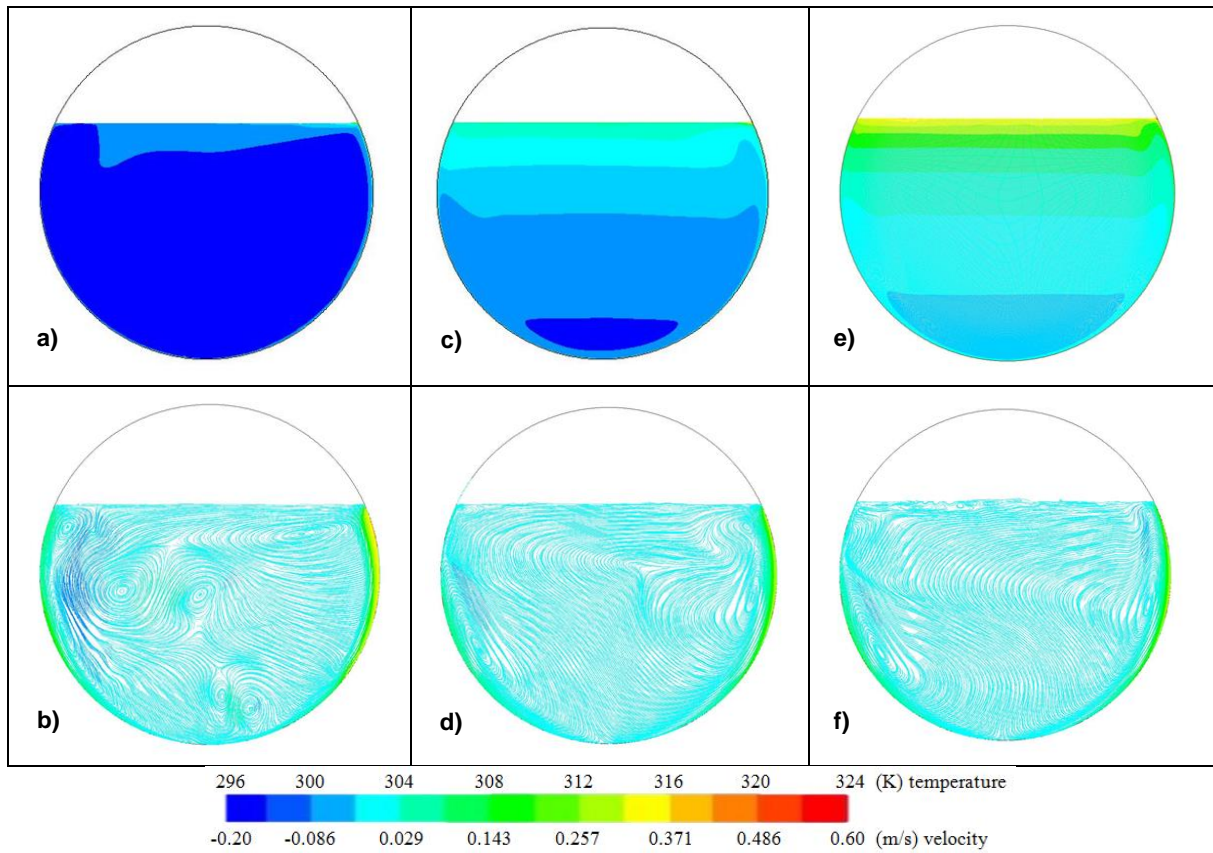 a)
c)
e)
b)
d)
f)
296 300 304 308 312 316 320 324 (K) temperature
-0.20 -0.086 0.029 0.143 0.257 0.371 0.486 0.60 (m/s) velocity